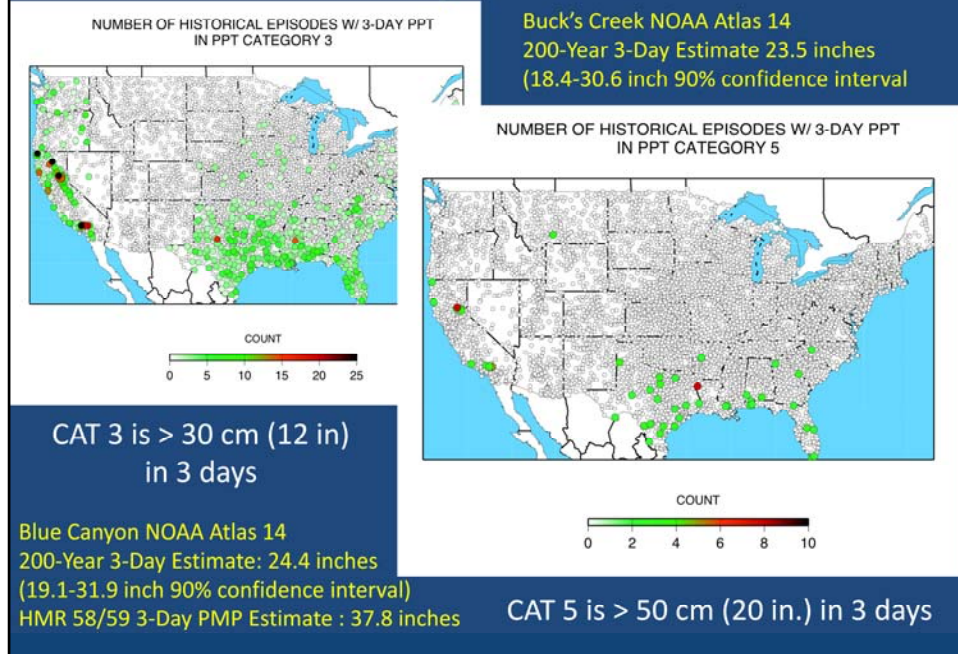 NUMBER OF HISTORICAL EPISODES W/ 3-DAY PPT
IN PPT CATEGORY 3
COUNT
0 5 10 15 20 25
Buck's Creek NOAA Atlas 14
200-Year 3-Day Estimate 23.5 inches
(18.4-30.6 inch 90% confidence interval
NUMBER OF HISTORICAL EPISODES W/ 3-DAY PPT
IN PPT CATEGORY 5
COUNT
0 2 4 6 8 10
CAT 3 is > 30 cm (12 in)
in 3 days
Blue Canyon NOAA Atlas 14
200-Year 3-Day Estimate: 24.4 inches
(19.1-31.9 inch 90% confidence interval)
HMR 58/59 3-Day PMP Estimate : 37.8 inches
CAT 5 is > 50 cm (20 in.) in 3 days